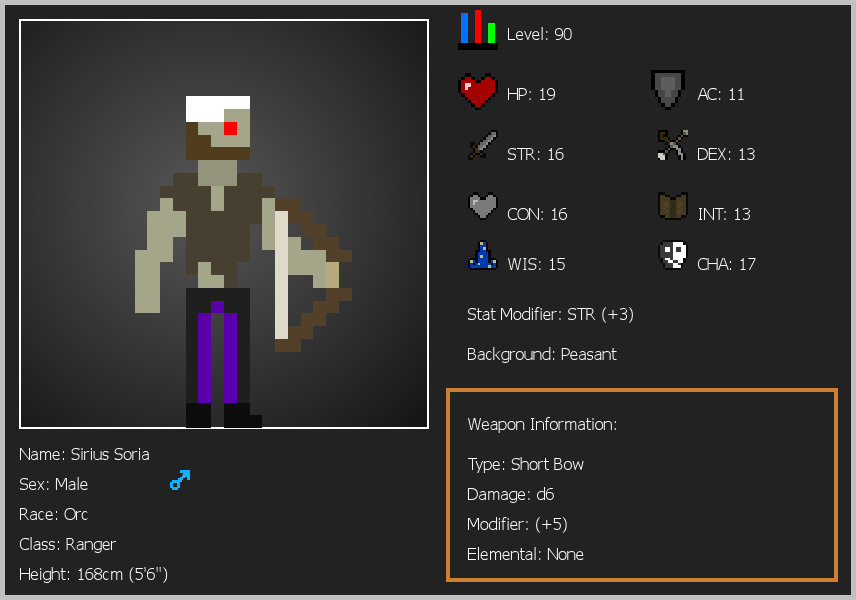 Level: 90
HP: 19
AC: 11
STR: 16
DEX: 13
CON: 16
INT: 13
WIS: 15
CHA: 17
Stat Modifier: STR (+3)
Background: Peasant
Weapon Information:
Type: Short Bow
Damage: d6
Modifier: (+5)
Elemental: None
Name: Sirius Soria
Sex: Male
Race: Orc
Class: Ranger
Height: 168cm (5'6")